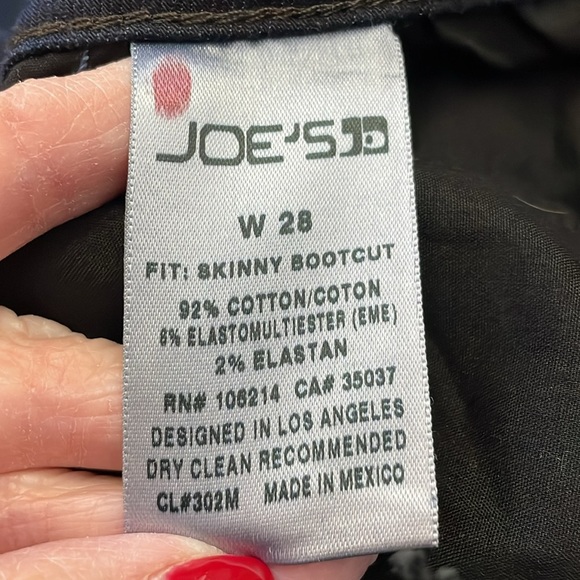 JOE'S
W 28
FIT: SKINNY BOOTCUT
92% COTTON/COTON
6% ELASTOMULTIESTER (EME)
2% ELASTAN
RN# 106214 CA# 35037
DESIGNED IN LOS ANGELES
DRY CLEAN RECOMMENDED
CL#302M MADE IN MEXICO